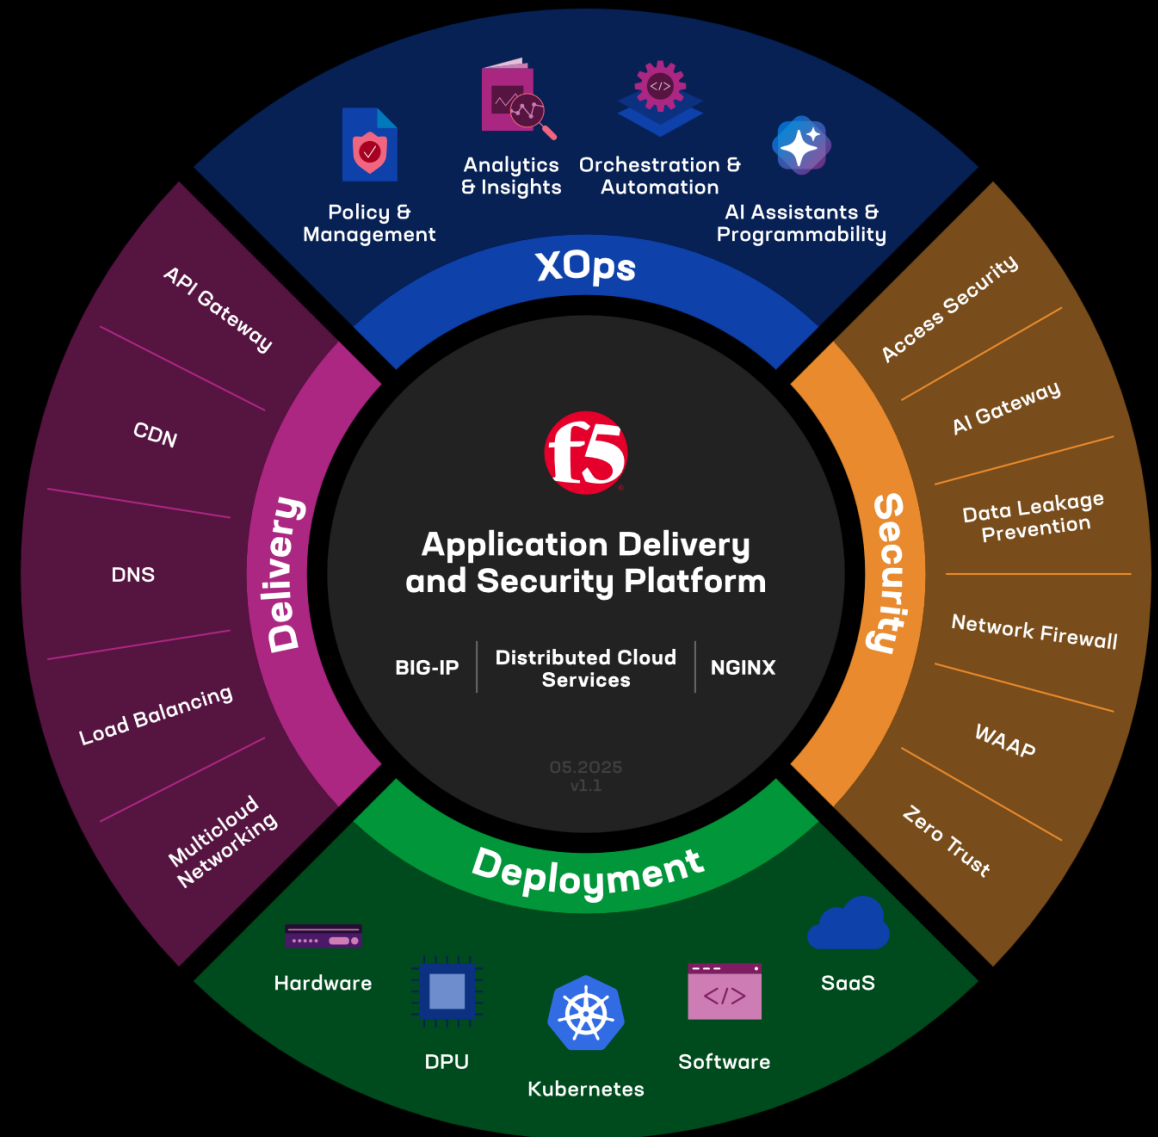 Policy &
Management
Analytics
& Insights
</>
Orchestration &
Automation
AI Assistants &
Programmability
XOps
API Gateway
CDN
DNS
Load Balancing
Multicloud
Networking
Delivery
f5
Application Delivery
and Security Platform
BIG-IP
Distributed Cloud
Services
NGINX
05.2025
v1.1
Security
Access Security
AI Gateway
Data Leakage
Prevention
Network Firewall
WAAP
Zero Trust
Deployment
Hardware
DPU
Kubernetes
</>
Software
SaaS